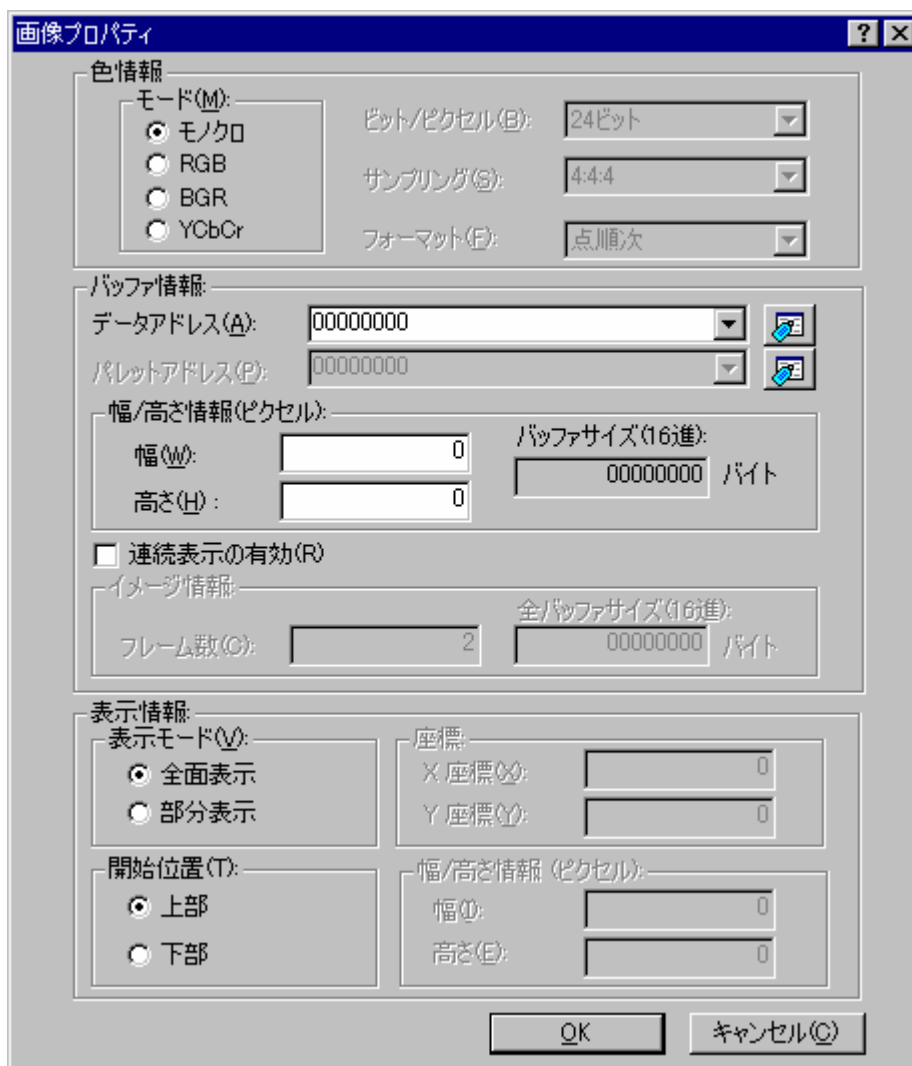 画像プロパティ
色情報
モード(M):
モノクロ
RGB
BGR
YCbCr
ビット/ピクセル(B): 24ビット
サンプリング(S): 4:4:4
フォーマット(F): 点順次
バッファ情報:
データアドレス(A): 00000000
パレットアドレス(P): 00000000
幅/高さ情報(ピクセル):
幅(W): 0
高さ(H) : 0
バッファサイズ(16進):
00000000 バイト
連続表示の有効(R)
イメージ情報:
フレーム数(O): 2
全バッファサイズ(16進):
00000000 バイト
表示情報:
表示モード(V):
全面表示
部分表示
座標:
X 座標(X): 0
Y 座標(Y): 0
開始位置(T):
上部
下部
幅/高さ情報 (ピクセル):
幅(I): 0
高さ(E): 0
OK
キャンセル(C)